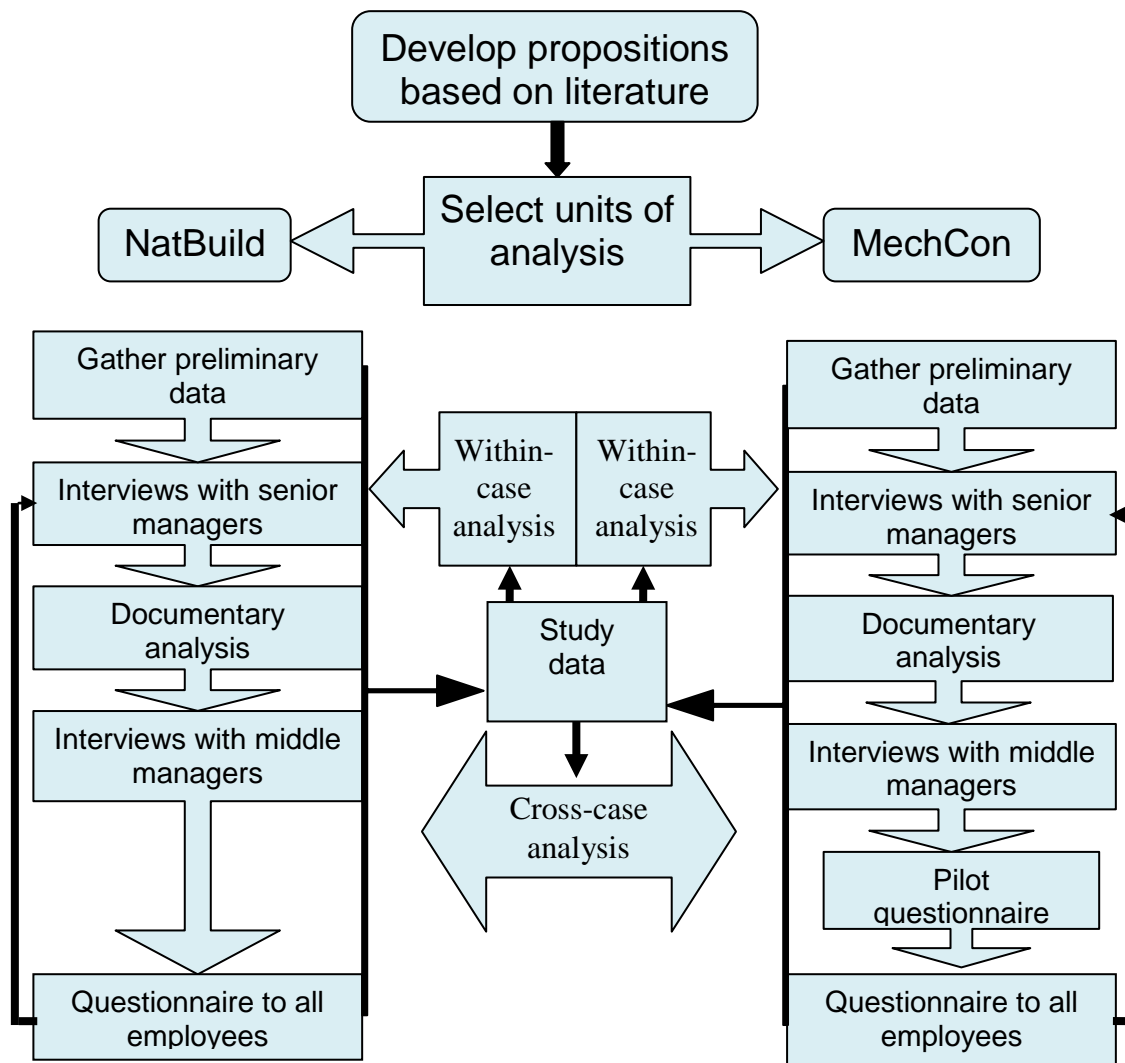 Develop propositions
based on literature
Select units of
analysis
NatBuild
MechCon
Gather preliminary
data
Interviews with senior
managers
Documentary
analysis
Interviews with middle
managers
Questionnaire to all
employees
Within-
case
analysis
Within-
case
analysis
Study
data
Cross-case
analysis
Gather preliminary
data
Interviews with senior
managers
Documentary
analysis
Interviews with middle
managers
Pilot
questionnaire
Questionnaire to all
employees